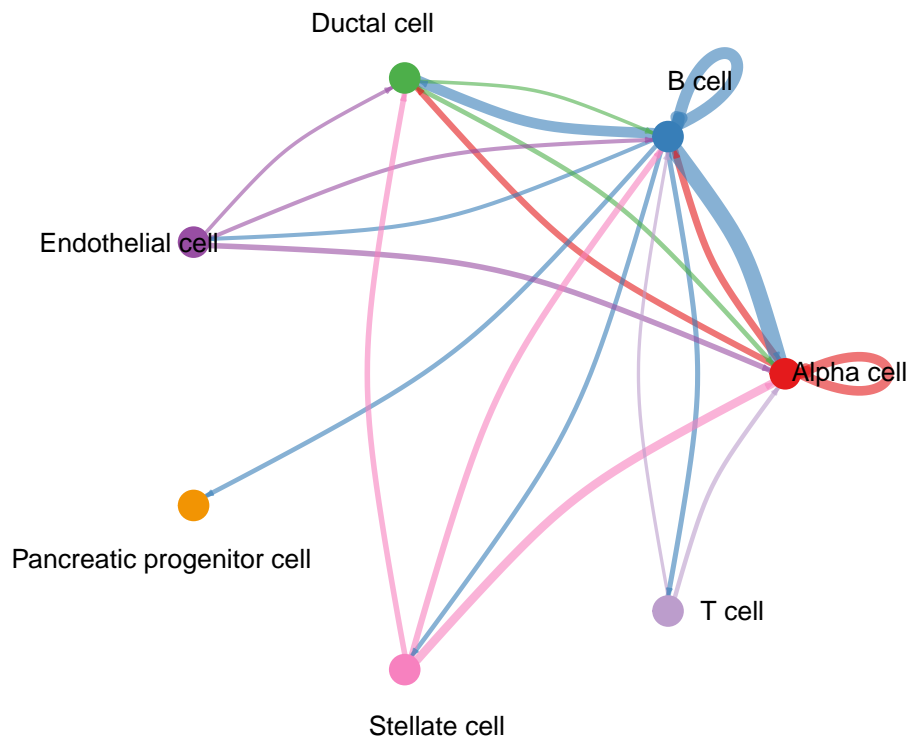 Ductal cell
B cell
Endothelial cell
Alpha cell
Pancreatic progenitor cell
T cell
Stellate cell